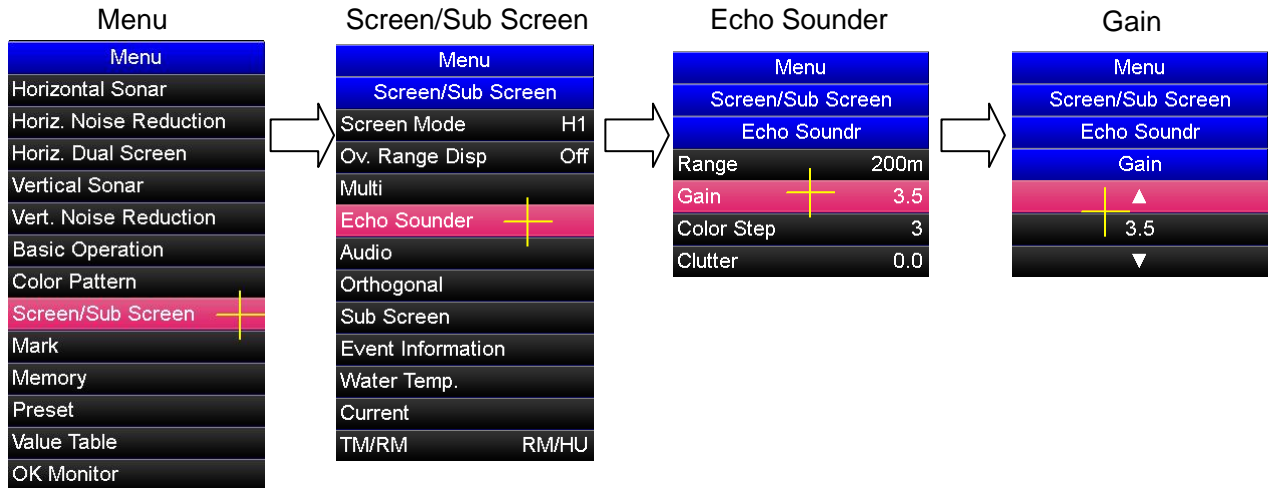 Menu
Menu
Horizontal Sonar
Horiz. Noise Reduction
Horiz. Dual Screen
Vertical Sonar
Vert. Noise Reduction
Basic Operation
Color Pattern
Screen/Sub Screen
Mark
Memory
Preset
Value Table
OK Monitor
Screen/Sub Screen
Menu
Screen/Sub Screen
Screen Mode H1
Ov. Range Disp Off
Multi
Echo Sounder
Audio
Orthogonal
Sub Screen
Event Information
Water Temp.
Current
TM/RM RM/HU
Echo Sounder
Menu
Screen/Sub Screen
Echo Soundr
Range 200m
Gain 3.5
Color Step 3
Clutter 0.0
Gain
Menu
Screen/Sub Screen
Echo Soundr
Gain
▲
3.5
▼